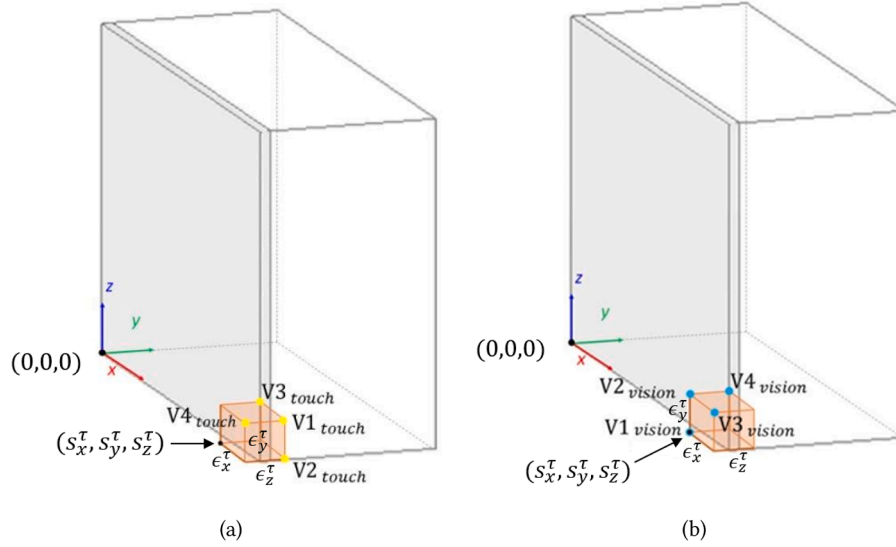 z
y
(0,0,0)
x
V3 touch
V4 touch
V1 touch
ϵ_y^τ
(s_x^τ, s_y^τ, s_z^τ)
ϵ_x^τ
ϵ_z^τ
V2 touch
(a)
z
y
(0,0,0)
x
V2 vision
V4 vision
ϵ_y^τ
V1 vision
V3 vision
ϵ_x^τ
ϵ_z^τ
(s_x^τ, s_y^τ, s_z^τ)
(b)